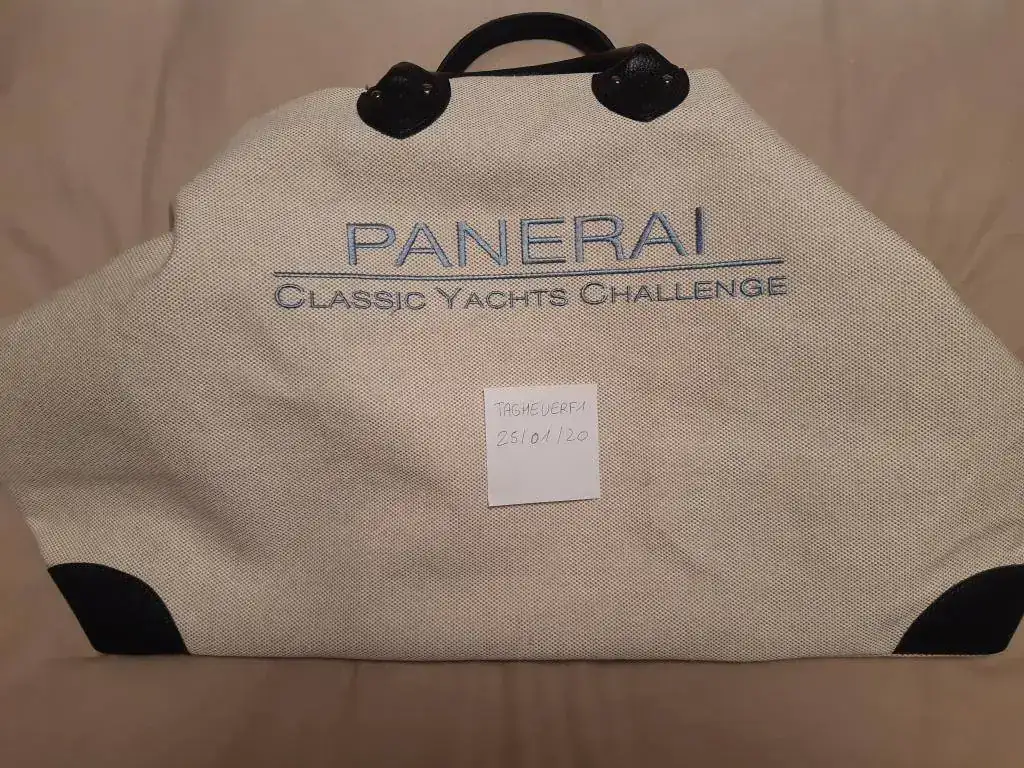 PANERAI
CLASSIC YACHTS CHALLENGE
TAGHEUERF1
25/01/20